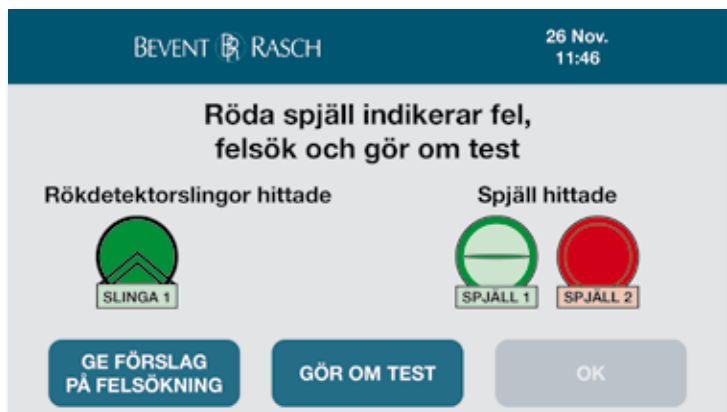 BEVENT BR RASCH
26 Nov.
11:46
Röda spjäll indikerar fel,
felsök och gör om test
Rökdetektorslingor hittade
Spjäll hittade
SLINGA 1
SPJÄLL 1
SPJÄLL 2
GE FÖRSLAG
PÅ FELSÖKNING
GÖR OM TEST
OK